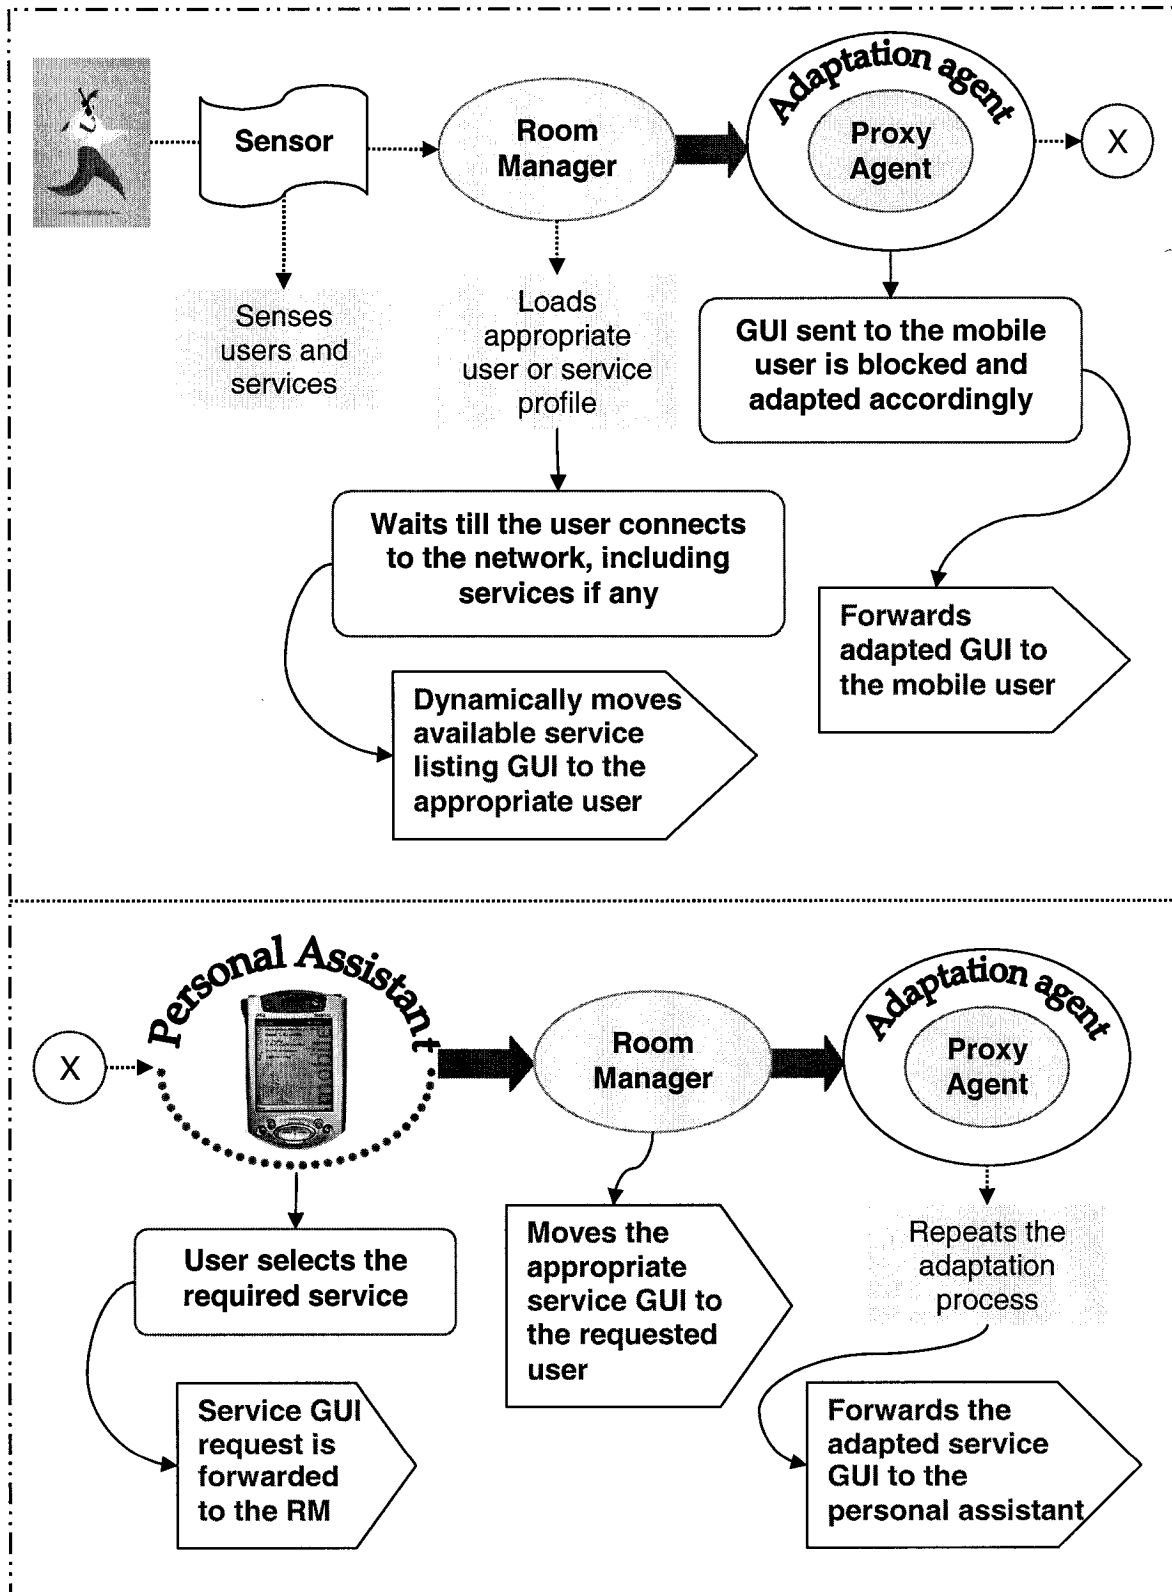 Sensor
Room
Manager
Adaptation agent
Proxy
Agent
X
Senses
users and
services
Loads
appropriate
user or service
profile
GUI sent to the mobile
user is blocked and
adapted accordingly
Waits till the user connects
to the network, including
services if any
Forwards
adapted GUI to
the mobile user
Dynamically moves
available service
listing GUI to the
appropriate user
X
Personal Assistant
Room
Manager
Adaptation agent
Proxy
Agent
User selects the
required service
Moves the
appropriate
service GUI to
the requested
user
Repeats the
adaptation
process
Service GUI
request is
forwarded
to the RM
Forwards the
adapted service
GUI to the
personal assistant